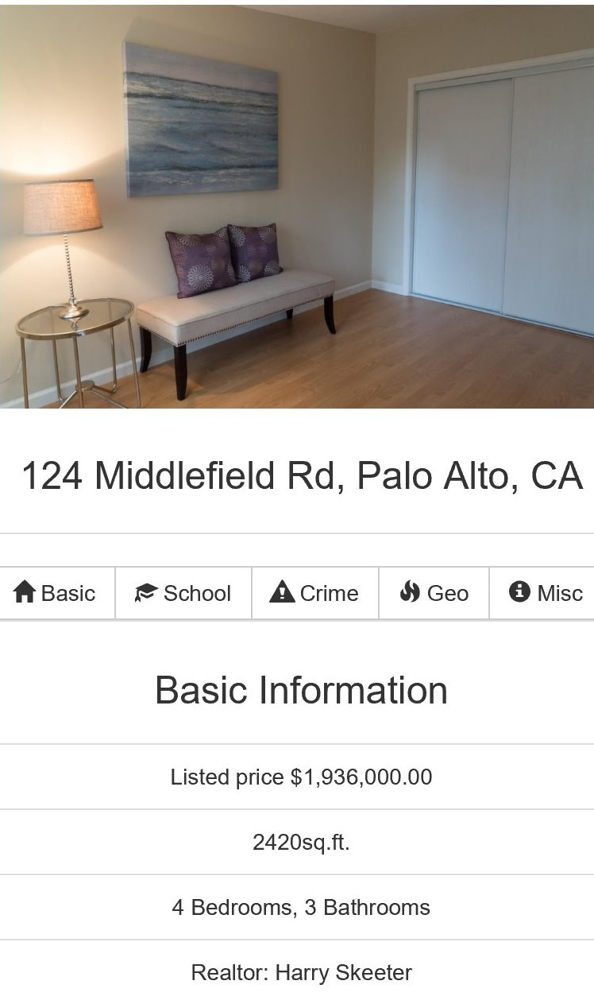 124 Middlefield Rd, Palo Alto, CA
Basic School Crime Geo Misc
Basic Information
Listed price $1,936,000.00
2420sq.ft.
4 Bedrooms, 3 Bathrooms
Realtor: Harry Skeeter